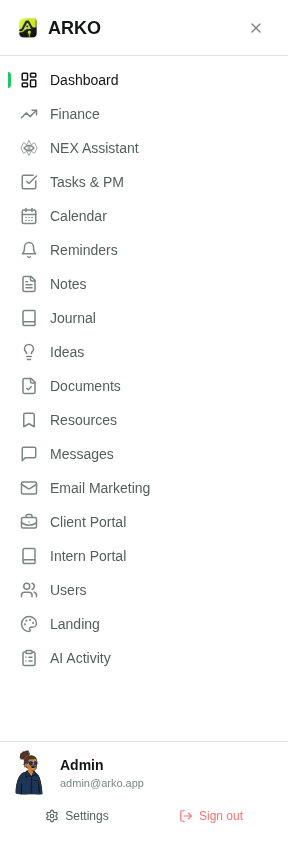 ARKO
Dashboard
Finance
NEX Assistant
Tasks & PM
Calendar
Reminders
Notes
Journal
Ideas
Documents
Resources
Messages
Email Marketing
Client Portal
Intern Portal
Users
Landing
AI Activity
Admin
admin@arko.app
Settings Sign out